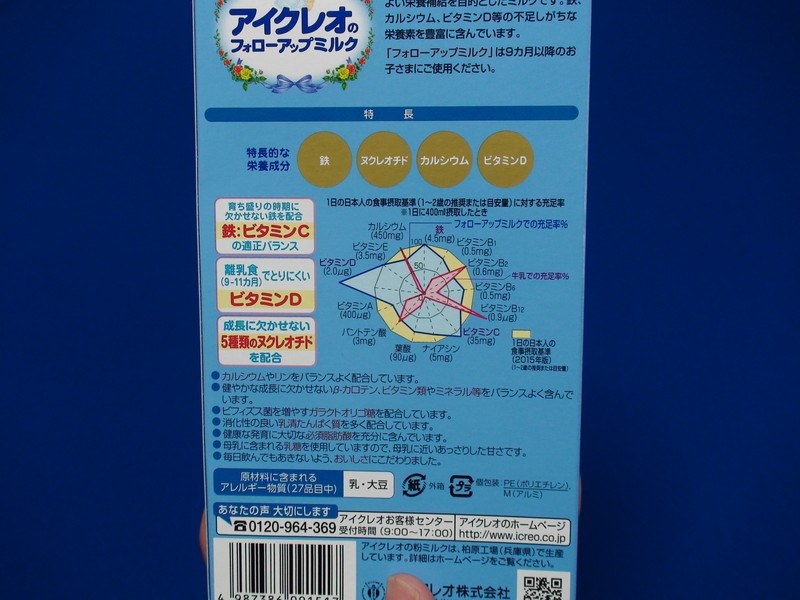 よい栄養補給を目的としたミルクです。鉄、
カルシウム、ビタミンD等の不足しがちな
栄養素を豊富に含んでいます。
「フォローアップミルク」は9カ月以降のお
子さまにご使用ください。
アイクレオの
フォローアップミルク
特長
特長的な
栄養成分
鉄
ヌクレオチド
カルシウム
ビタミンD
育ち盛りの時期に
欠かせない鉄を配合
鉄:ビタミンC
の適正バランス
離乳食
(9-11カ月)でとりにくい
ビタミンD
成長に欠かせない
5種類のヌクレオチド
を配合
1日の日本人の食事摂取基準(1~2歳の推奨または目安量)に対する充足率
※1日に400ml摂取したとき
フォローアップミルクでの充足率%
鉄
(4.5mg)
カルシウム
(450mg)
ビタミンB1
(0.5mg)
ビタミンE
(3.5mg)
ビタミンB2
(0.6mg)
牛乳での充足率%
ビタミンD
(2.0μg)
ビタミンB6
(0.5mg)
ビタミンA
(400μg)
ビタミンB12
(0.9μg)
パントテン酸
(3mg)
ビタミンC
(35mg)
葉酸
(90μg)
ナイアシン
(5mg)
100
50
1日の日本人の
食事摂取基準
(2015年版)
(1~2歳の推奨または目安量)
●カルシウムやリンをバランスよく配合しています。
●健やかな成長に欠かせないβ-カロテン、ビタミン類やミネラル等をバランスよく含んで
います。
●ビフィズス菌を増やすガラクトオリゴ糖を配合しています。
●消化性の良い乳清たんぱく質を多く配合しています。
●健康な発育に大切な必須脂肪酸を充分に含んでいます。
●母乳に含まれる乳糖を使用していますので、母乳に近いあっさりした甘さです。
●毎日飲んでもあきないよう、おいしさにこだわりました。
原材料に含まれる
アレルギー物質(27品目中)
乳・大豆
紙
外箱
プラ
個包装:PE(ポリエチレン)、
M(アルミ)
あなたの声 大切にします
0120-964-369
アイクレオお客様センター
受付時間(9:00~17:00)
アイクレオのホームページ
http://www.icreo.co.jp/
アイクレオの粉ミルクは、柏原工場(兵庫県)で生産
しています。詳細はホームページをご覧ください。
レオ株式会社